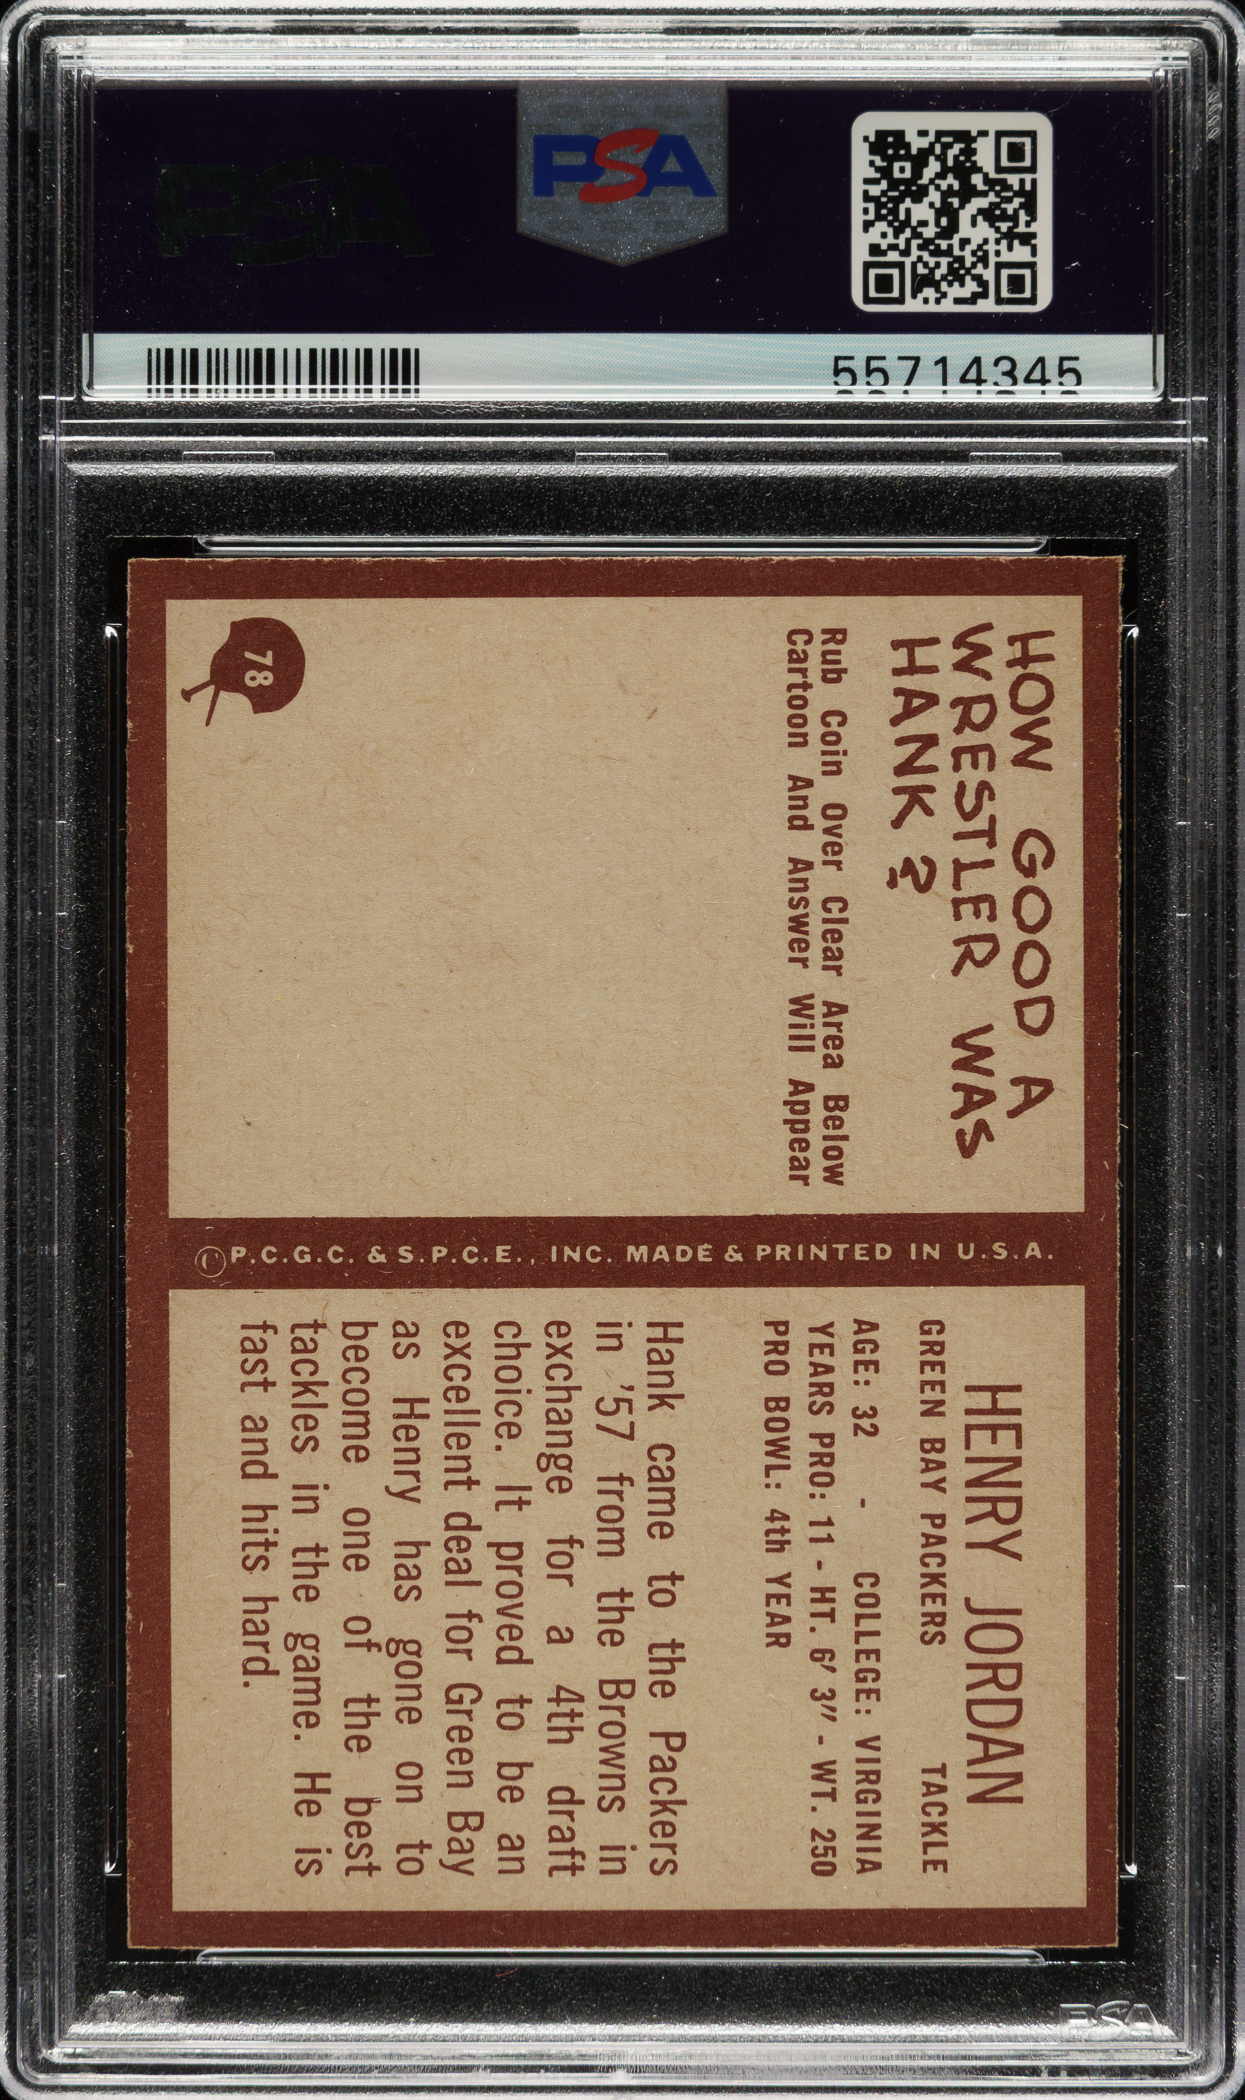 PSA
PSA
55714345
HOW GOOD A
WRESTLER WAS
HANK?
Rub Coin Over Clear Area Below
Cartoon And Answer Will Appear
78
©P.C.G.C. & S.P.C.E., INC. MADE & PRINTED IN U.S.A.
HENRY JORDAN
GREEN BAY PACKERS TACKLE
AGE: 32 - COLLEGE: VIRGINIA
YEARS PRO: 11 - HT. 6' 3" - WT. 250
PRO BOWL: 4th YEAR
Hank came to the Packers
in '57 from the Browns in
exchange for a 4th draft
choice. It proved to be an
excellent deal for Green Bay
as Henry has gone on to
become one of the best
tackles in the game. He is
fast and hits hard.
PSA